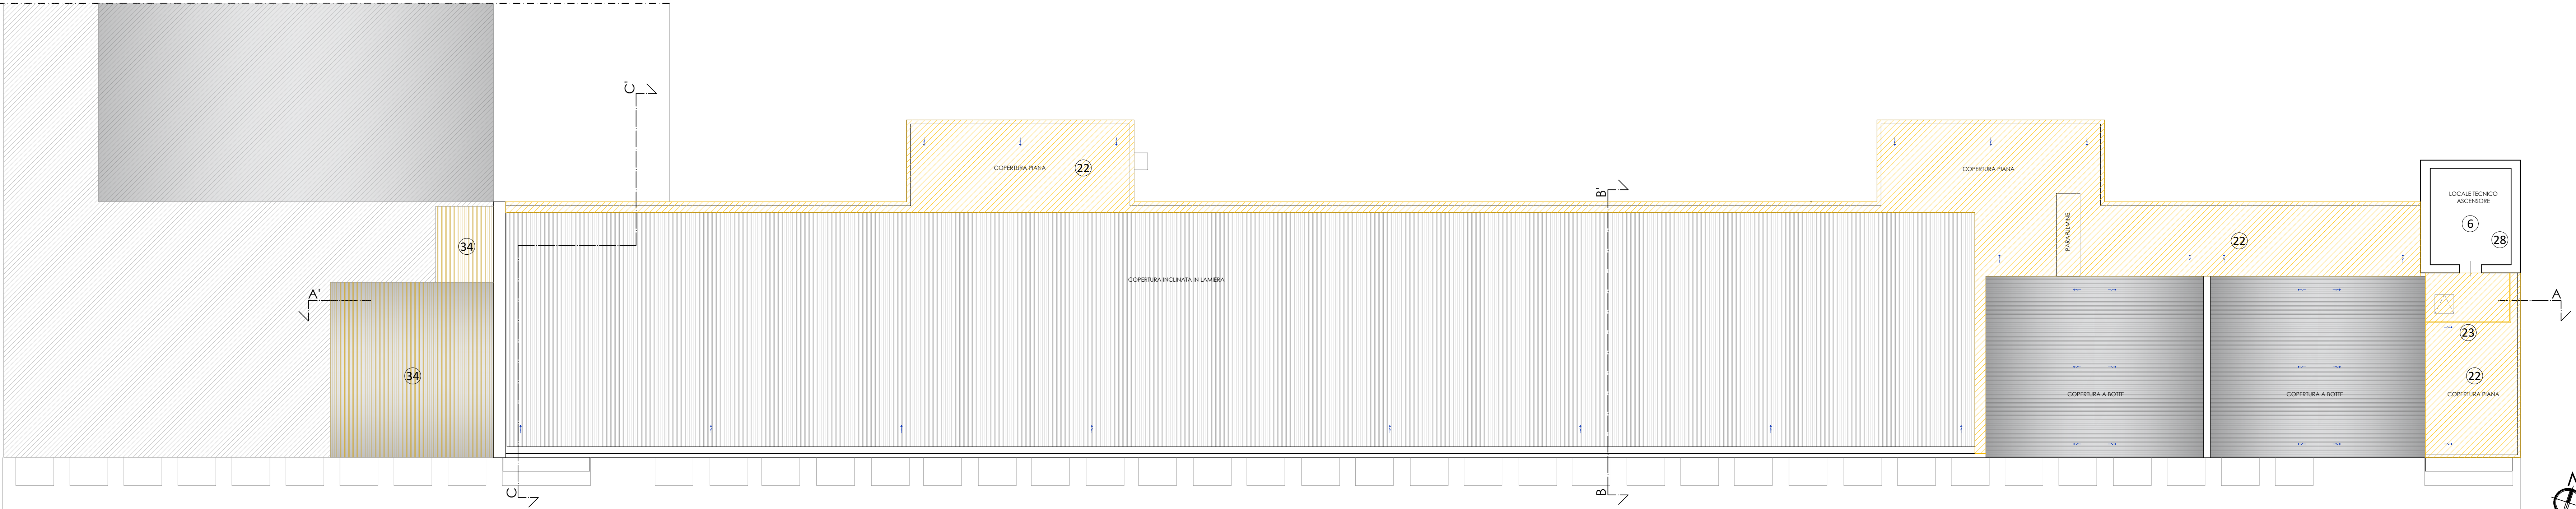 C'
COPERTURA PIANA
22
B'
COPERTURA PIANA
LOCALE TECNICO
ASCENSORE
6
28
PARAFULMINE
22
34
COPERTURA INCLINATA IN LAMIERA
A'
A
23
34
22
COPERTURA A BOTTE
COPERTURA A BOTTE
COPERTURA PIANA
C
B
N